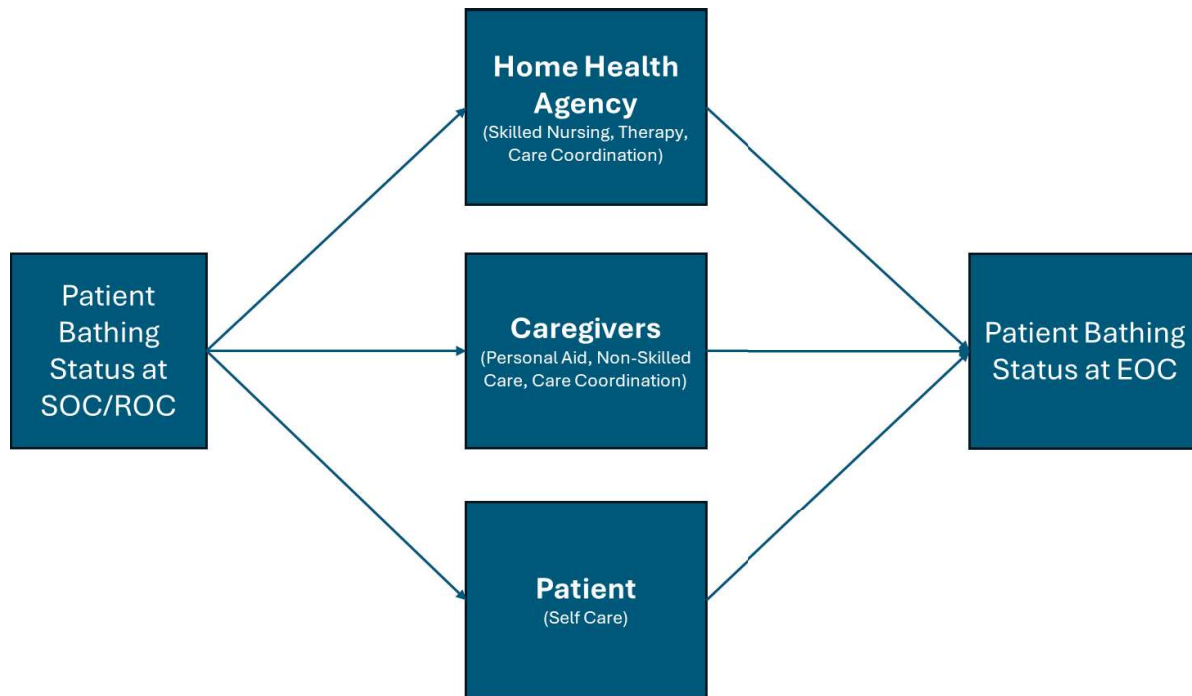 Patient
Bathing
Status at
SOC/ROC
Home Health
Agency
(Skilled Nursing, Therapy,
Care Coordination)
Caregivers
(Personal Aid, Non-Skilled
Care, Care Coordination)
Patient
(Self Care)
Patient Bathing
Status at EOC